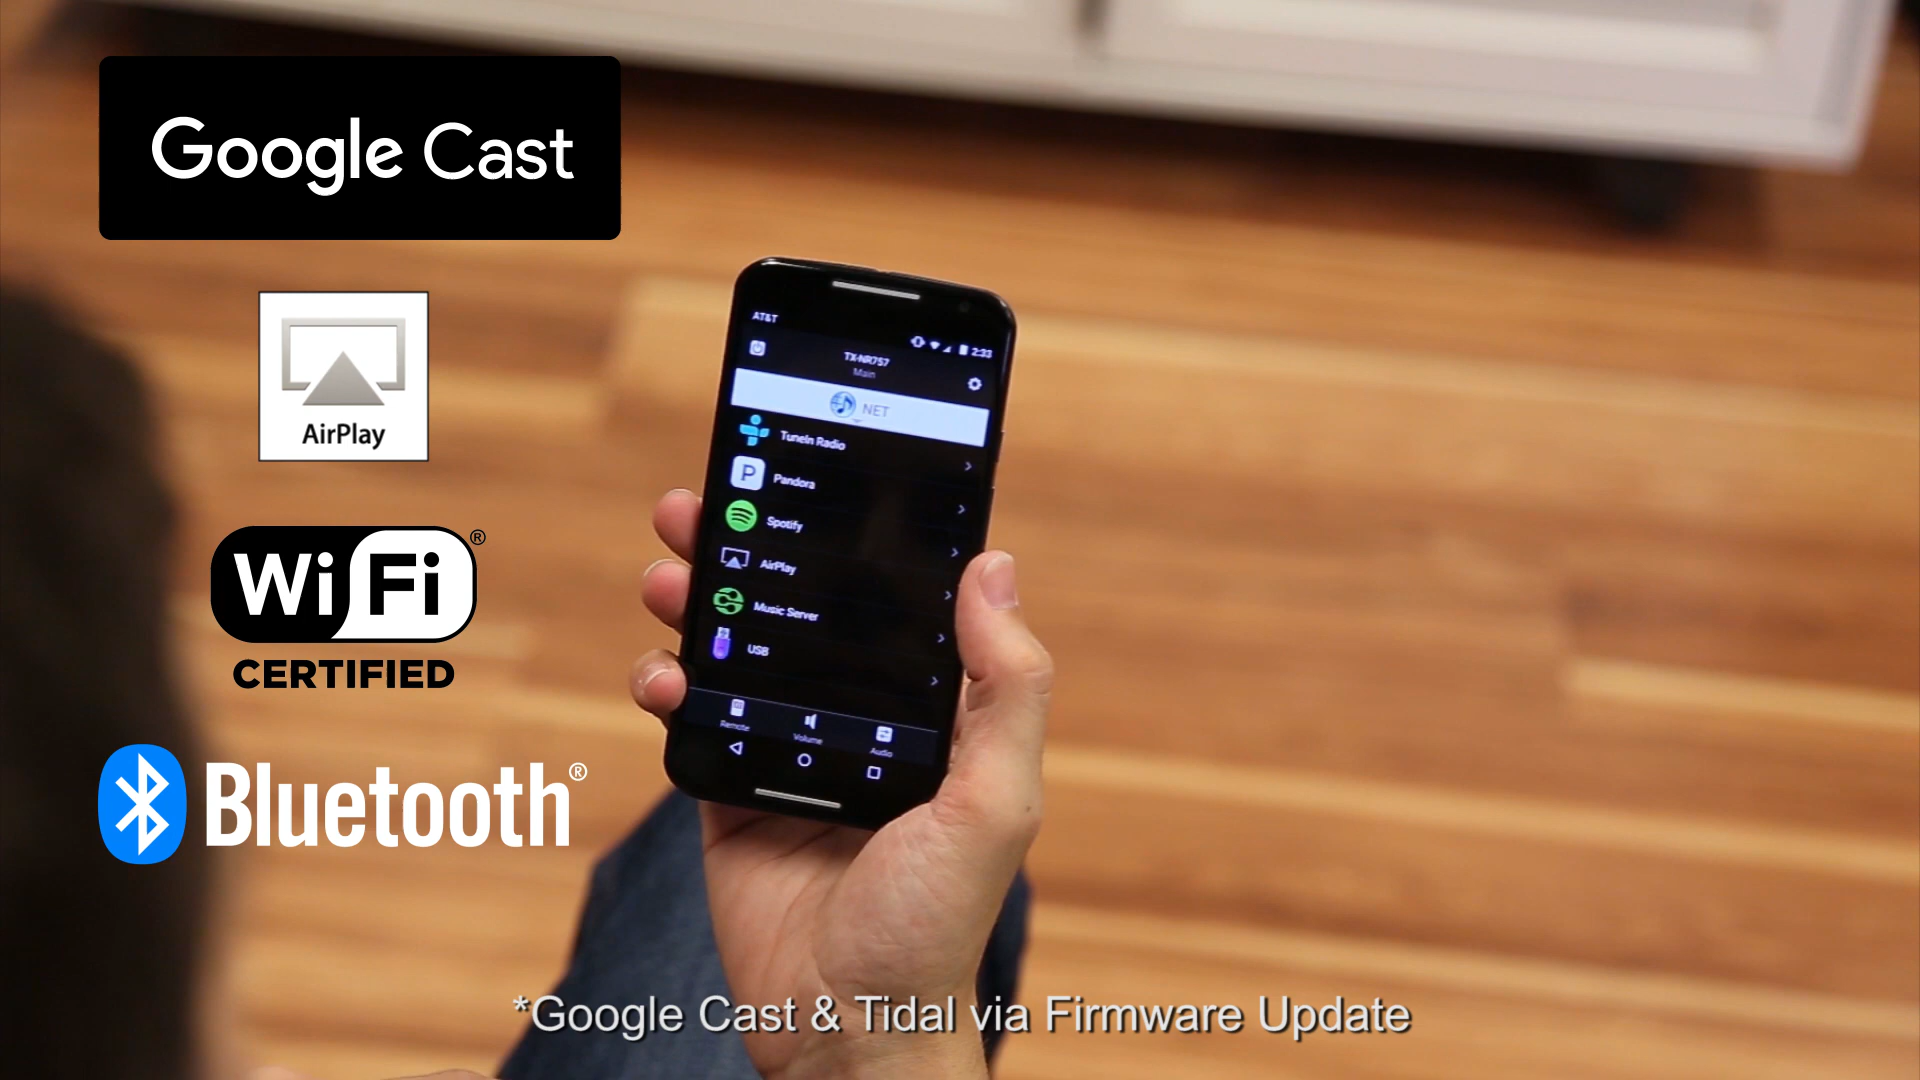 Google Cast
AirPlay
Wi Fi ®
CERTIFIED
Bluetooth®
AT&T
2:33
TX-NR757
Main
NET
TuneIn Radio
P Pandora
Spotify
AirPlay
Music Server
USB
Remote Volume Audio
*Google Cast & Tidal via Firmware Update